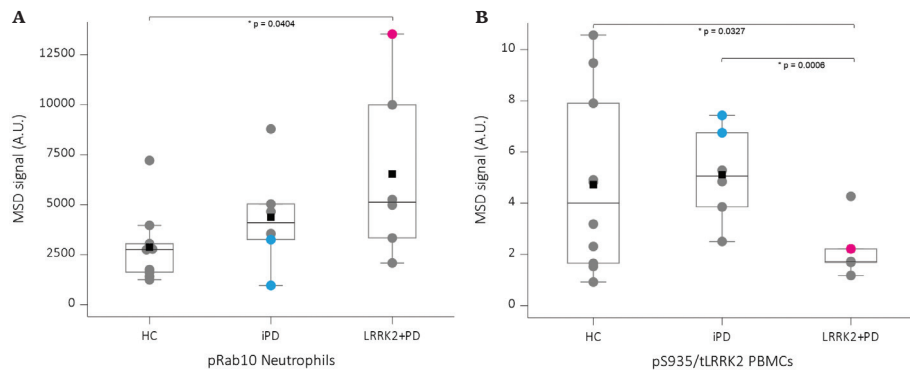 A
* p = 0.0404
MSD signal (A.U.)
12500
10000
7500
5000
2500
0
HC
iPD
LRRK2+PD
pRab10 Neutrophils
B
* p = 0.0327
* p = 0.0006
MSD signal (A.U.)
10
8
6
4
2
0
HC
iPD
LRRK2+PD
pS935/tLRRK2 PBMCs